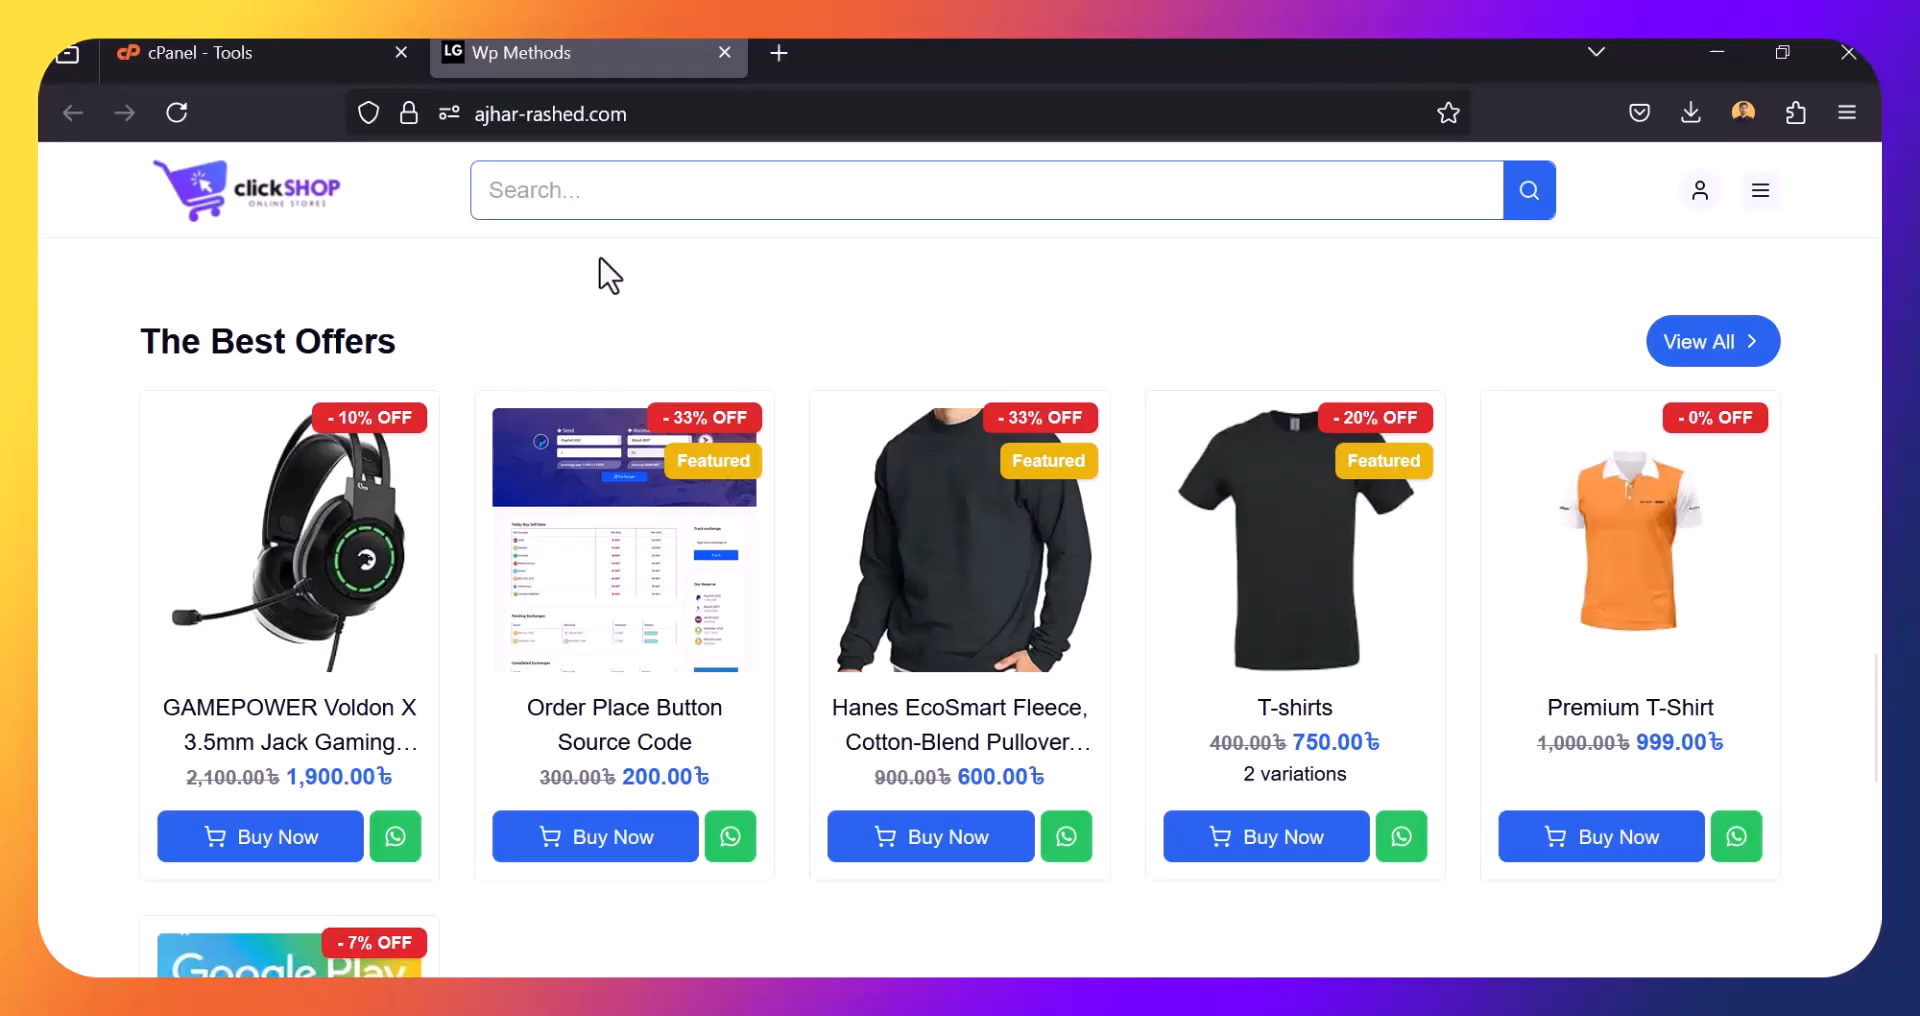 cPanel - Tools
Wp Methods
ajhar-rashed.com
clickSHOP
ONLINE STORES
Search...
The Best Offers
View All
- 10% OFF
- 33% OFF
Featured
- 33% OFF
Featured
- 20% OFF
Featured
- 0% OFF
GAMEPOWER Voldon X
3.5mm Jack Gaming...
2,100.00৳ 1,900.00৳
Buy Now
Order Place Button
Source Code
300.00৳ 200.00৳
Buy Now
Hanes EcoSmart Fleece,
Cotton-Blend Pullover...
900.00৳ 600.00৳
Buy Now
T-shirts
400.00৳ 750.00৳
2 variations
Buy Now
Premium T-Shirt
1,000.00৳ 999.00৳
Buy Now
- 7% OFF
Google Play